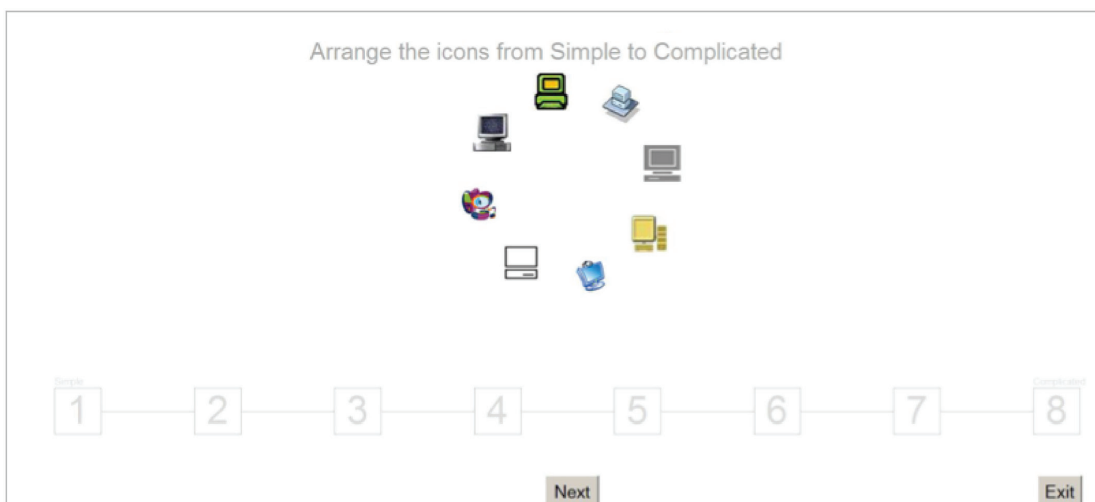 Arrange the icons from Simple to Complicated
Simple
Complicated
1 2 3 4 5 6 7 8
Next
Exit